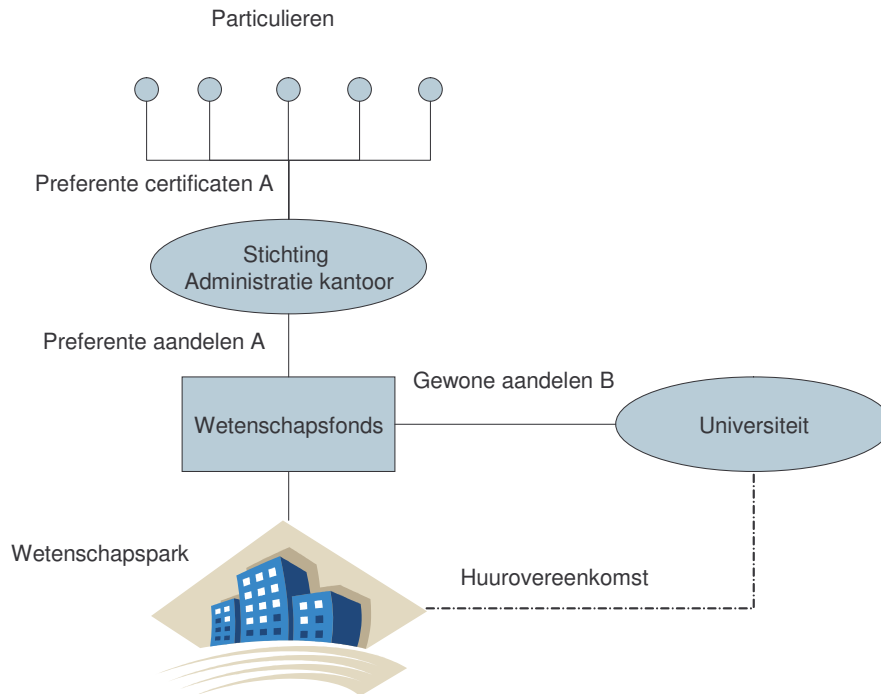 Particulieren
Preferente certificaten A
Stichting
Administratie kantoor
Preferente aandelen A
Gewone aandelen B
Wetenschapsfonds
Universiteit
Wetenschapspark
Huurovereenkomst